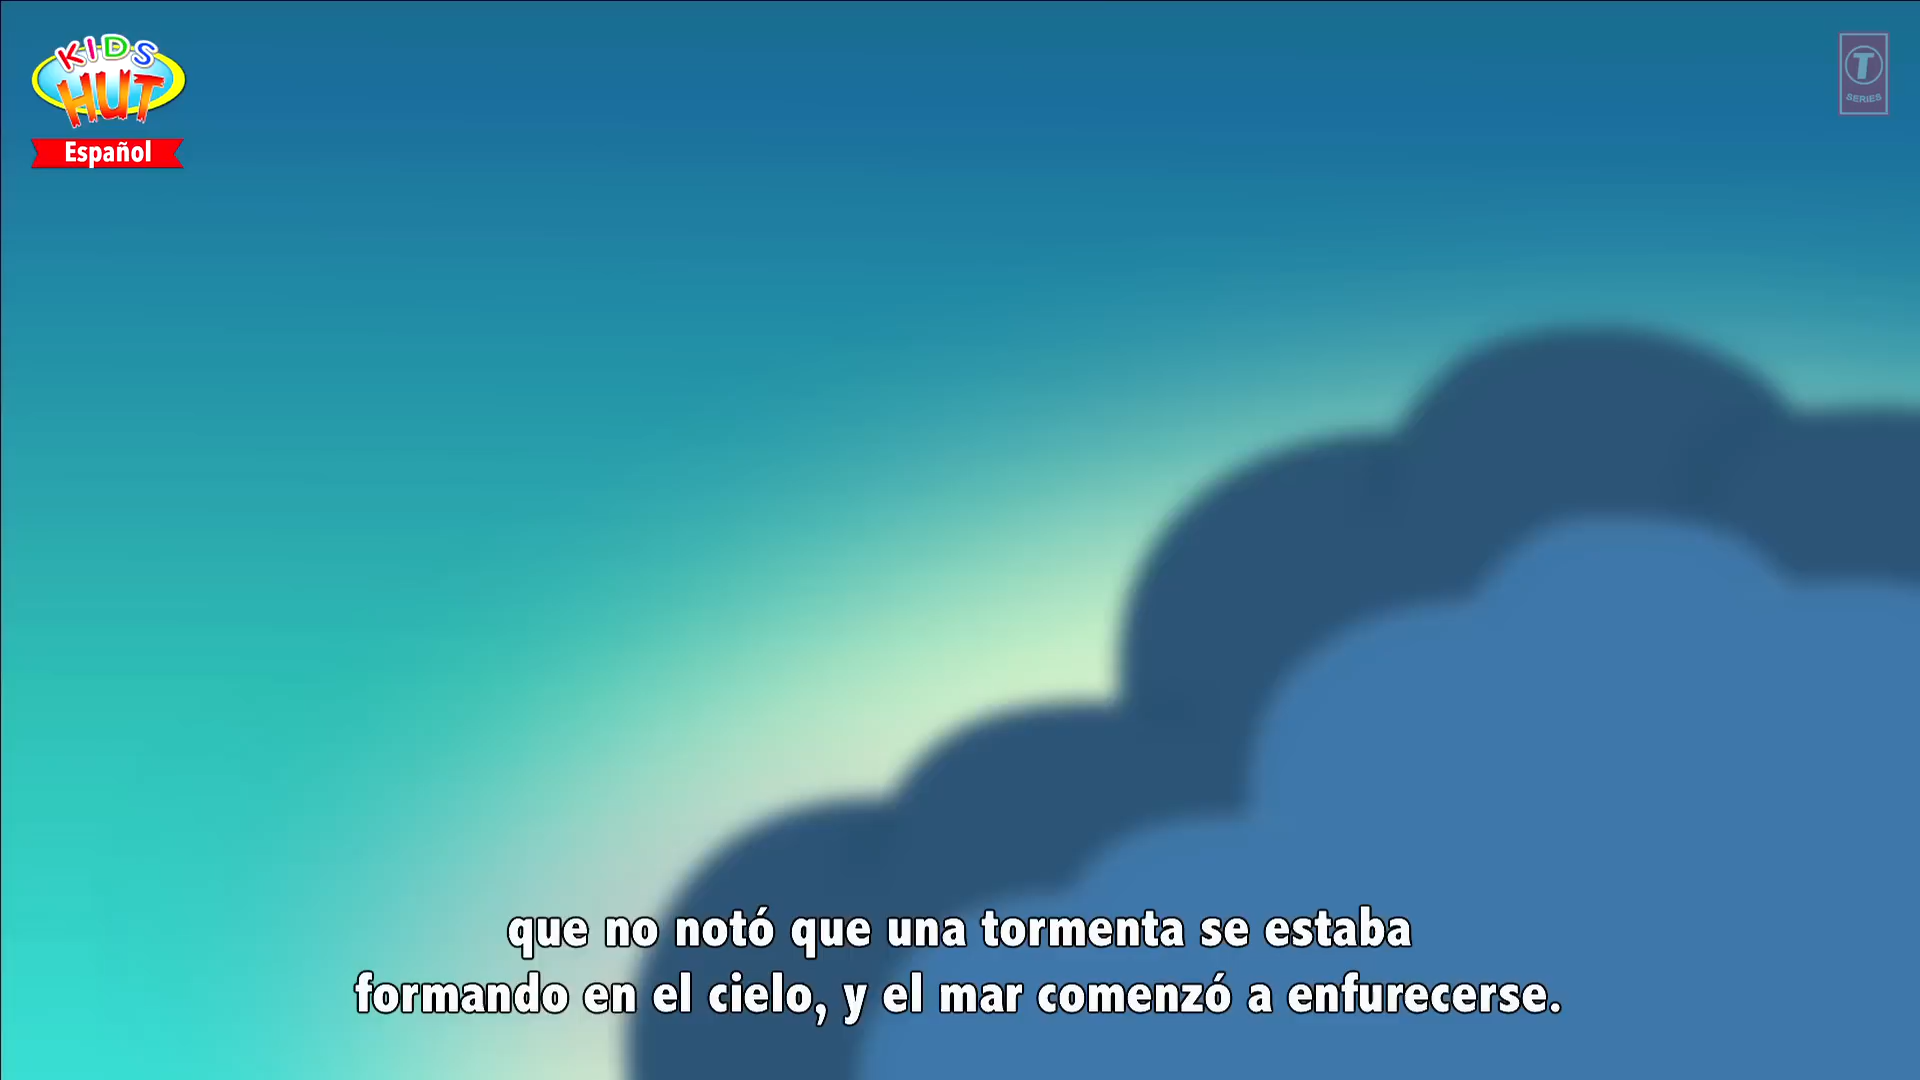 KIDS
HUT
Español
T
SERIES
que no notó que una tormenta se estaba
formando en el cielo, y el mar comenzó a enfurecerse.